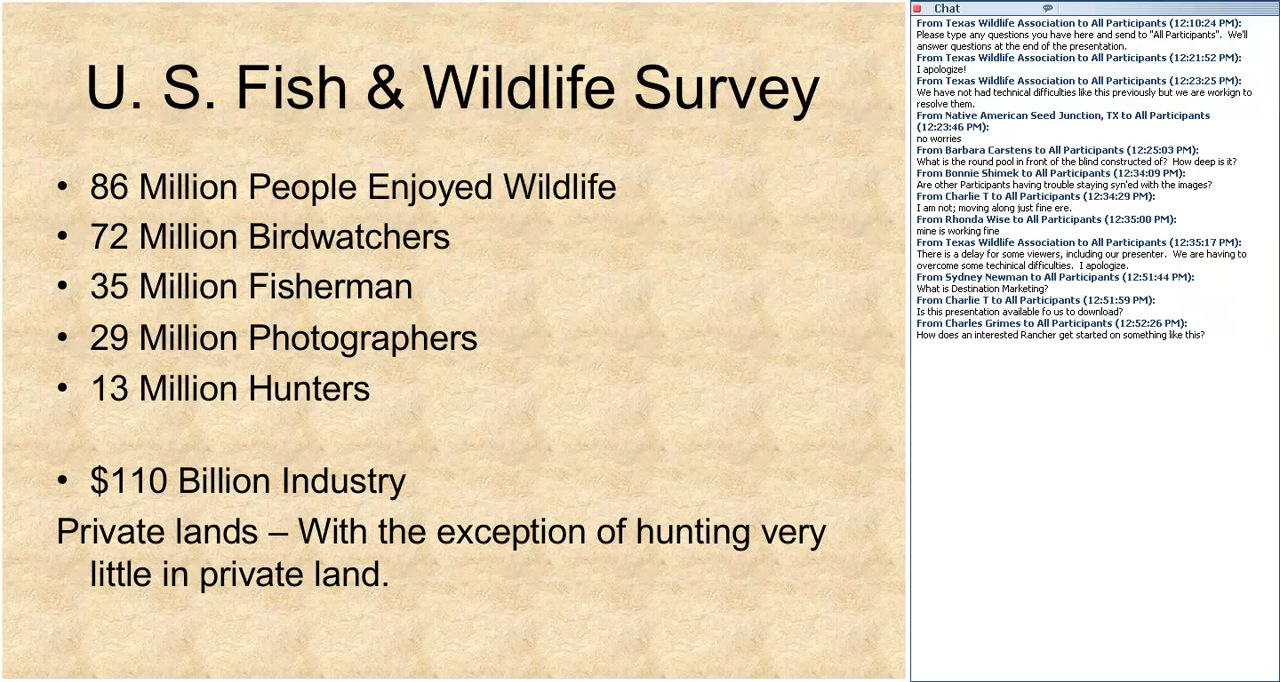 U. S. Fish & Wildlife Survey
• 86 Million People Enjoyed Wildlife
• 72 Million Birdwatchers
• 35 Million Fisherman
• 29 Million Photographers
• 13 Million Hunters
• $110 Billion Industry
Private lands – With the exception of hunting very
little in private land.
Chat
From Texas Wildlife Association to All Participants (12:10:24 PM):
Please type any questions you have here and send to "All Participants". We'll
answer questions at the end of the presentation.
From Texas Wildlife Association to All Participants (12:21:52 PM):
I apologize!
From Texas Wildlife Association to All Participants (12:23:25 PM):
We have not had technical difficulties like this previously but we are workign to
resolve them.
From Native American Seed Junction, TX to All Participants
(12:23:46 PM):
no worries
From Barbara Carstens to All Participants (12:25:03 PM):
What is the round pool in front of the blind constructed of? How deep is it?
From Bonnie Shimek to All Participants (12:34:09 PM):
Are other Participants having trouble staying syn'ed with the images?
From Charlie T to All Participants (12:34:29 PM):
I am not; moving along just fine ere.
From Rhonda Wise to All Participants (12:35:00 PM):
mine is working fine
From Texas Wildlife Association to All Participants (12:35:17 PM):
There is a delay for some viewers, including our presenter. We are having to
overcome some techinical difficulties. I apologize.
From Sydney Newman to All Participants (12:51:44 PM):
What is Destination Marketing?
From Charlie T to All Participants (12:51:59 PM):
Is this presentation available fo us to download?
From Charles Grimes to All Participants (12:52:26 PM):
How does an interested Rancher get started on something like this?